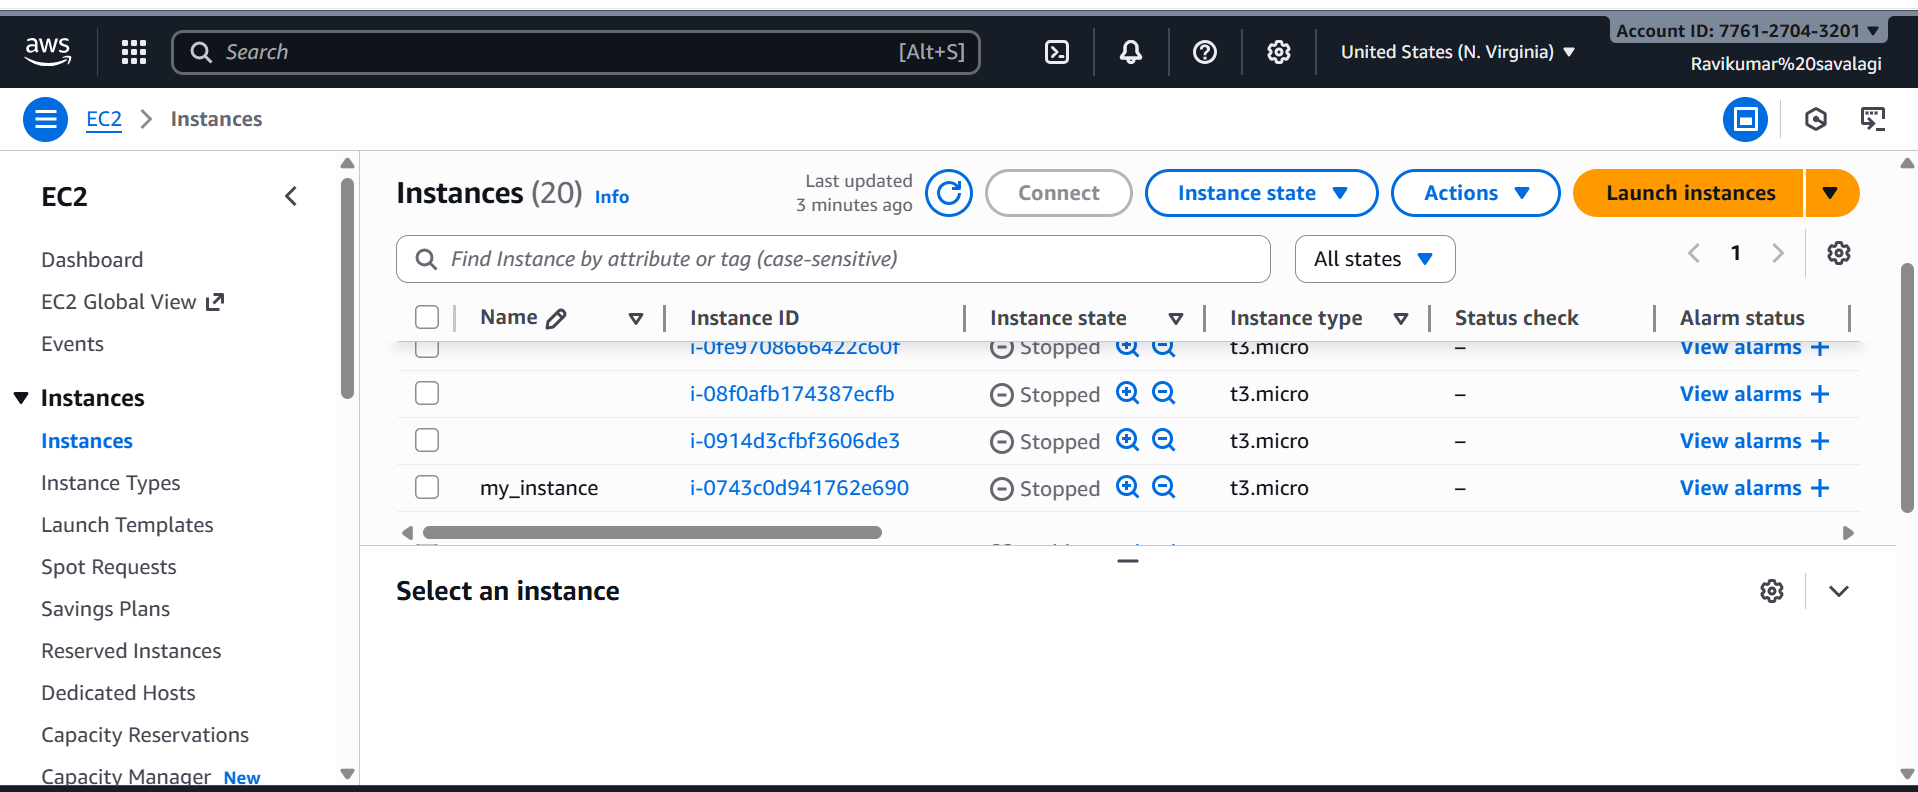 aws
Search [Alt+S]
United States (N. Virginia)
Account ID: 7761-2704-3201
Ravikumar%20savalagi
EC2 Instances
EC2
Dashboard
EC2 Global View
Events
Instances
Instances
Instance Types
Launch Templates
Spot Requests
Savings Plans
Reserved Instances
Dedicated Hosts
Capacity Reservations
Capacity Manager New
Instances (20) Info
Last updated
3 minutes ago
Connect
Instance state
Actions
Launch instances
Find Instance by attribute or tag (case-sensitive)
All states
1
Name Instance ID Instance state Instance type Status check Alarm status
i-0fe9708666422c60f Stopped t3.micro – View alarms +
i-08f0afb174387ecfb Stopped t3.micro – View alarms +
i-0914d3cfbf3606de3 Stopped t3.micro – View alarms +
my_instance i-0743c0d941762e690 Stopped t3.micro – View alarms +
Select an instance